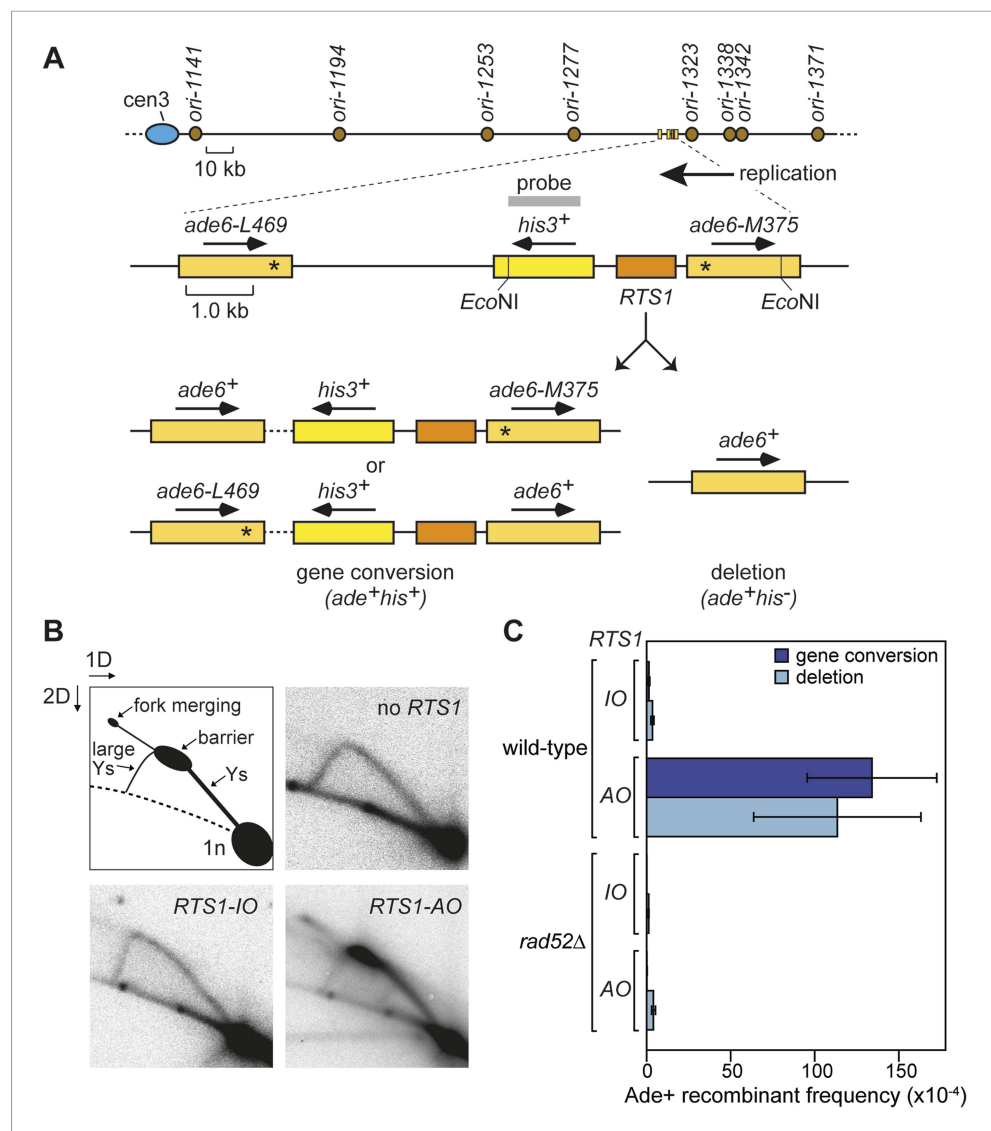 A
ori-1141
ori-1194
ori-1253
ori-1277
ori-1323
ori-1338
ori-1342
ori-1371
cen3
10 kb
replication
probe
ade6-L469
his3+
ade6-M375
EcoNI
RTS1
EcoNI
1.0 kb
ade6+
his3+
ade6-M375
or
ade6-L469
his3+
ade6+
ade6+
gene conversion
(ade+his+)
deletion
(ade+his-)
B
1D
2D
fork merging
large
Ys
barrier
Ys
1n
no RTS1
RTS1-IO
RTS1-AO
C
RTS1
gene conversion
deletion
IO
wild-type
AO
IO
rad52Δ
AO
0 50 100 150
Ade+ recombinant frequency (x10-4)